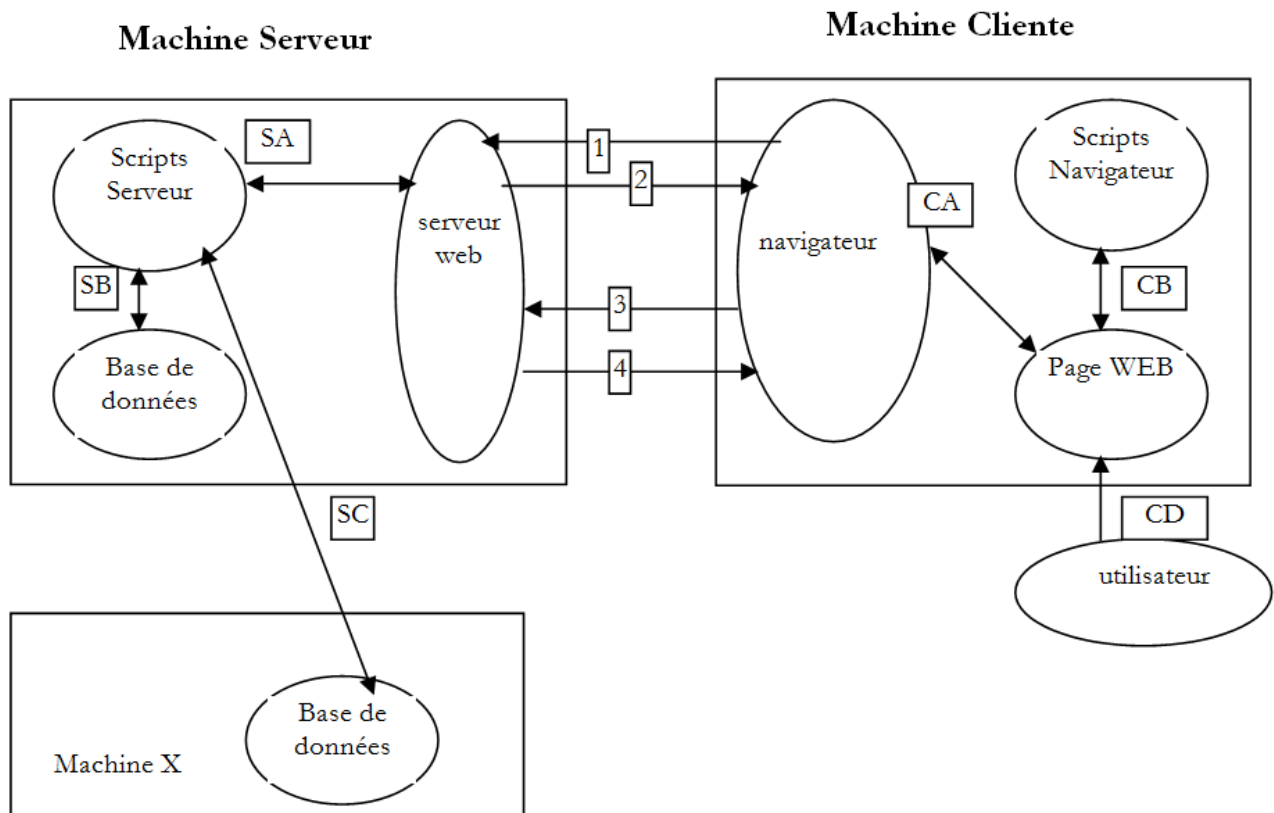 Machine Serveur
Machine Cliente
SA
Scripts
Serveur
SB
Base de
données
serveur
web
1
2
3
4
navigateur
CA
Scripts
Navigateur
CB
Page WEB
CD
utilisateur
SC
Base de
données
Machine X